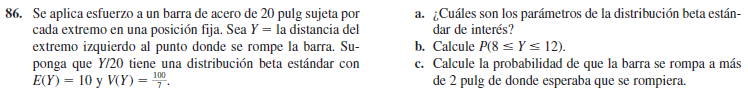 86. Se aplica esfuerzo a un barra de acero de 20 pulg sujeta por
cada extremo en una posición fija. Sea Y = la distancia del
extremo izquierdo al punto donde se rompe la barra. Su-
ponga que Y/20 tiene una distribución beta estándar con
E(Y) = 10 y V(Y) = 100/7.
a. ¿Cuáles son los parámetros de la distribución beta están-
dar de interés?
b. Calcule P(8 ≤ Y ≤ 12).
c. Calcule la probabilidad de que la barra se rompa a más
de 2 pulg de donde esperaba que se rompiera.